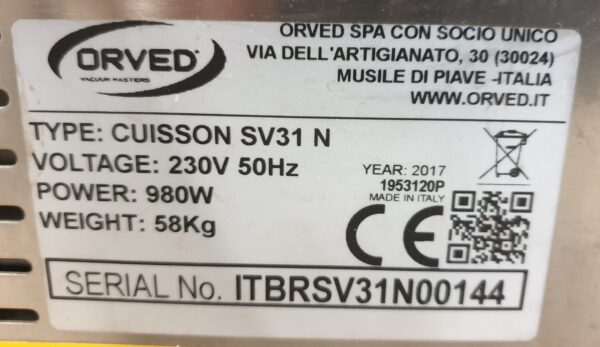 ORVED
VACUUM MASTERS
ORVED SPA CON SOCIO UNICO
VIA DELL'ARTIGIANATO, 30 (30024)
MUSILE DI PIAVE -ITALIA
WWW.ORVED.IT
TYPE: CUISSON SV31 N
VOLTAGE: 230V 50Hz
POWER: 980W
WEIGHT: 58Kg
YEAR: 2017
1953120P
MADE IN ITALY
CE
SERIAL No. ITBRSV31N00144